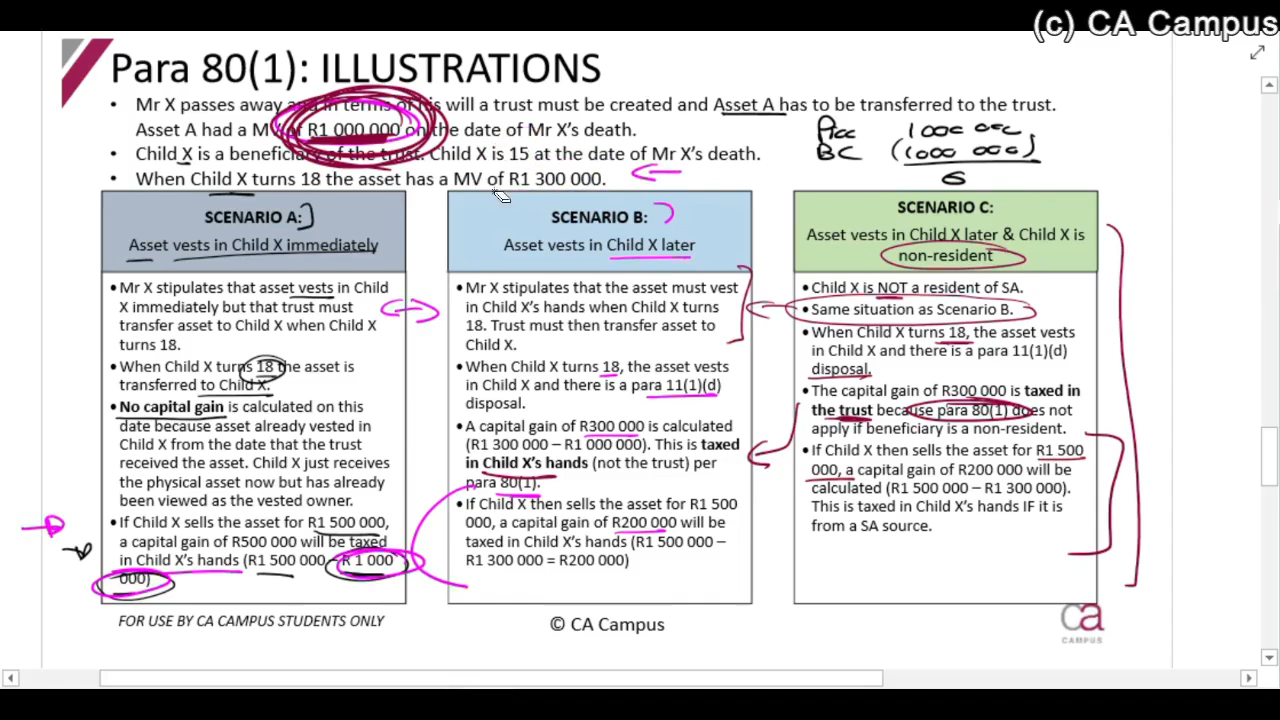 (c) CA Campus
Para 80(1): ILLUSTRATIONS
• Mr X passes away and in terms of his will a trust must be created and Asset A has to be transferred to the trust.
Asset A had a MV of R1 000 000 on the date of Mr X's death.
• Child X is a beneficiary of the trust. Child X is 15 at the date of Mr X's death.
• When Child X turns 18 the asset has a MV of R1 300 000.
1000 000
BC (1000 000)
SCENARIO A:
Asset vests in Child X immediately
• Mr X stipulates that asset vests in Child
X immediately but that trust must
transfer asset to Child X when Child X
turns 18.
• When Child X turns 18 the asset is
transferred to Child X.
• No capital gain is calculated on this
date because asset already vested in
Child X from the date that the trust
received the asset. Child X just receives
the physical asset now but has already
been viewed as the vested owner.
• If Child X sells the asset for R1 500 000,
a capital gain of R500 000 will be taxed
in Child X's hands (R1 500 000 – R 1 000
000)
SCENARIO B:
Asset vests in Child X later
• Mr X stipulates that the asset must vest
in Child X's hands when Child X turns
18. Trust must then transfer asset to
Child X.
• When Child X turns 18, the asset vests
in Child X and there is a para 11(1)(d)
disposal.
• A capital gain of R300 000 is calculated
(R1 300 000 – R1 000 000). This is taxed
in Child X's hands (not the trust) per
para 80(1).
• If Child X then sells the asset for R1 500
000, a capital gain of R200 000 will be
taxed in Child X's hands (R1 500 000 –
R1 300 000 = R200 000)
SCENARIO C:
Asset vests in Child X later & Child X is
non-resident
• Child X is NOT a resident of SA.
• Same situation as Scenario B.
• When Child X turns 18, the asset vests
in Child X and there is a para 11(1)(d)
disposal.
• The capital gain of R300 000 is taxed in
the trust because para 80(1) does not
apply if beneficiary is a non-resident.
• If Child X then sells the asset for R1 500
000, a capital gain of R200 000 will be
calculated (R1 500 000 – R1 300 000).
This is taxed in Child X's hands IF it is
from a SA source.
FOR USE BY CA CAMPUS STUDENTS ONLY
© CA Campus
ca
CAMPUS